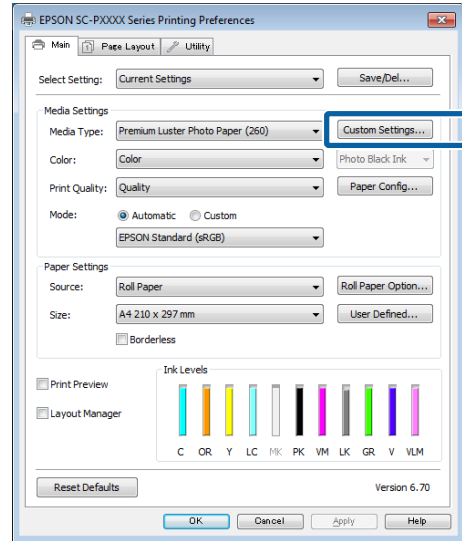 EPSON SC-PXXXX Series Printing Preferences
Main Page Layout Utility
Select Setting: Current Settings Save/Del...
Media Settings
Media Type: Premium Luster Photo Paper (260) Custom Settings...
Color: Color Photo Black Ink
Print Quality: Quality Paper Config...
Mode: Automatic Custom
EPSON Standard (sRGB)
Paper Settings
Source: Roll Paper Roll Paper Option...
Size: A4 210 x 297 mm User Defined...
Borderless
Ink Levels
Print Preview
Layout Manager
C OR Y LC MK PK VM LK GR V VLM
Reset Defaults Version 6.70
OK Cancel Apply Help